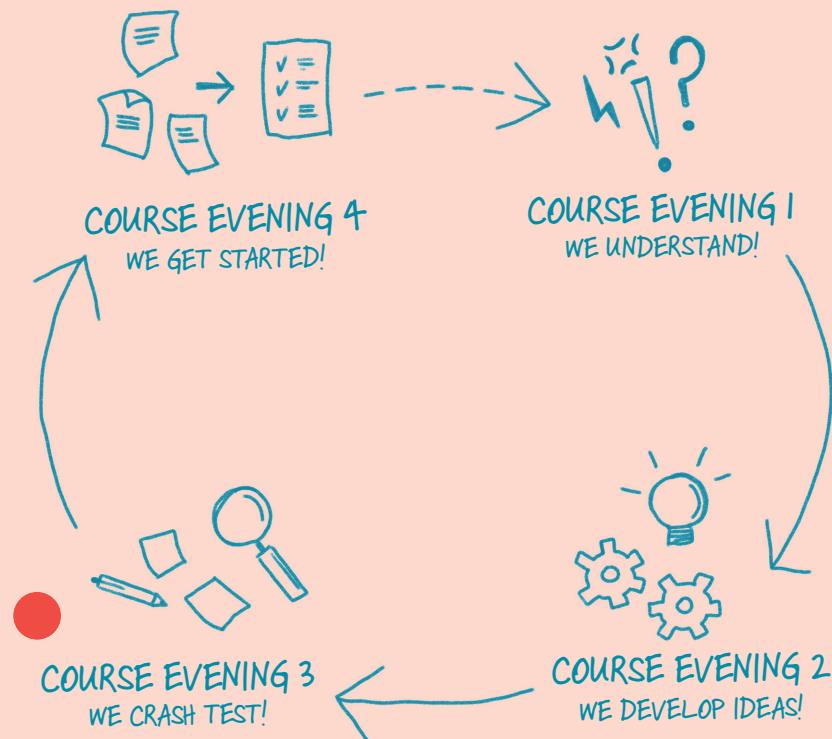 COURSE EVENING 4
WE GET STARTED!
COURSE EVENING 1
WE UNDERSTAND!
COURSE EVENING 2
WE DEVELOP IDEAS!
COURSE EVENING 3
WE CRASH TEST!